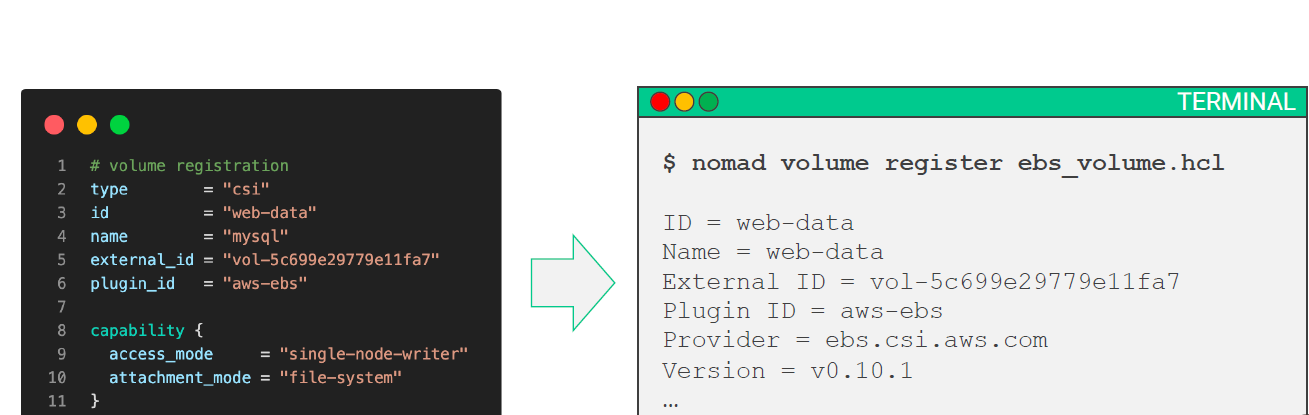 1 # volume registration
2 type = "csi"
3 id = "web-data"
4 name = "mysql"
5 external_id = "vol-5c699e29779e11fa7"
6 plugin_id = "aws-ebs"
7
8 capability {
9 access_mode = "single-node-writer"
10 attachment_mode = "file-system"
11 }
TERMINAL
$ nomad volume register ebs_volume.hcl
ID = web-data
Name = web-data
External ID = vol-5c699e29779e11fa7
Plugin ID = aws-ebs
Provider = ebs.csi.aws.com
Version = v0.10.1
…